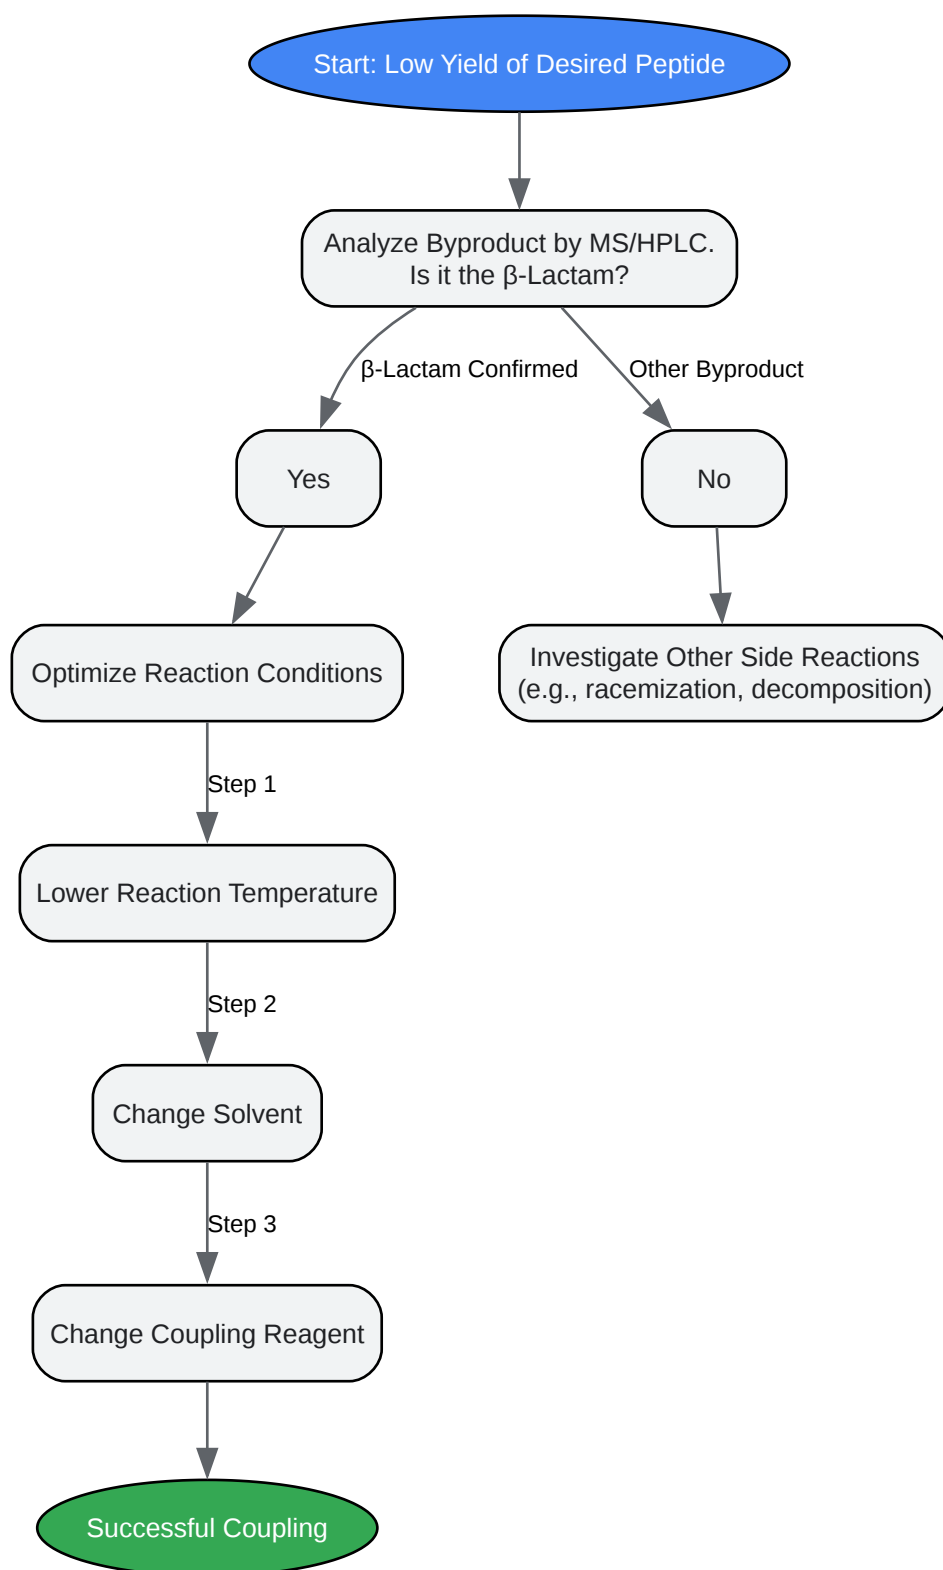 Start: Low Yield of Desired Peptide
Analyze Byproduct by MS/HPLC.
Is it the β-Lactam?
β-Lactam Confirmed
Other Byproduct
Yes
No
Optimize Reaction Conditions
Investigate Other Side Reactions
(e.g., racemization, decomposition)
Step 1
Lower Reaction Temperature
Step 2
Change Solvent
Step 3
Change Coupling Reagent
Successful Coupling